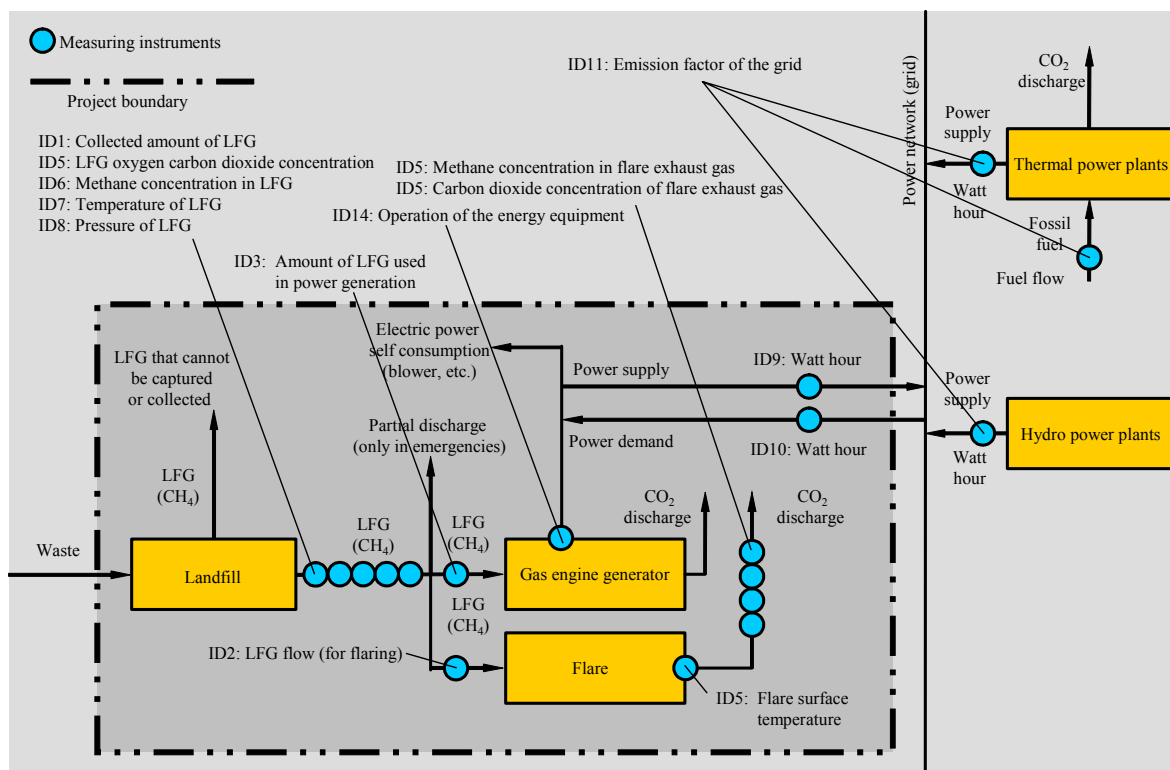 Measuring instruments
Project boundary
ID1: Collected amount of LFG
ID5: LFG oxygen carbon dioxide concentration
ID6: Methane concentration in LFG
ID7: Temperature of LFG
ID8: Pressure of LFG
ID3: Amount of LFG used
in power generation
ID5: Methane concentration in flare exhaust gas
ID5: Carbon dioxide concentration of flare exhaust gas
ID14: Operation of the energy equipment
ID11: Emission factor of the grid
Power network (grid)
CO₂
discharge
Power
supply
Thermal power plants
Watt
hour
Fossil
fuel
Fuel flow
LFG that cannot
be captured
or collected
Electric power
self consumption
(blower, etc.)
Power supply
ID9: Watt hour
Power demand
ID10: Watt hour
Power
supply
Hydro power plants
Watt
hour
Partial discharge
(only in emergencies)
LFG
(CH₄)
Waste
Landfill
LFG
(CH₄)
LFG
(CH₄)
Gas engine generator
CO₂
discharge
CO₂
discharge
LFG
(CH₄)
ID2: LFG flow (for flaring)
Flare
ID5: Flare surface
temperature